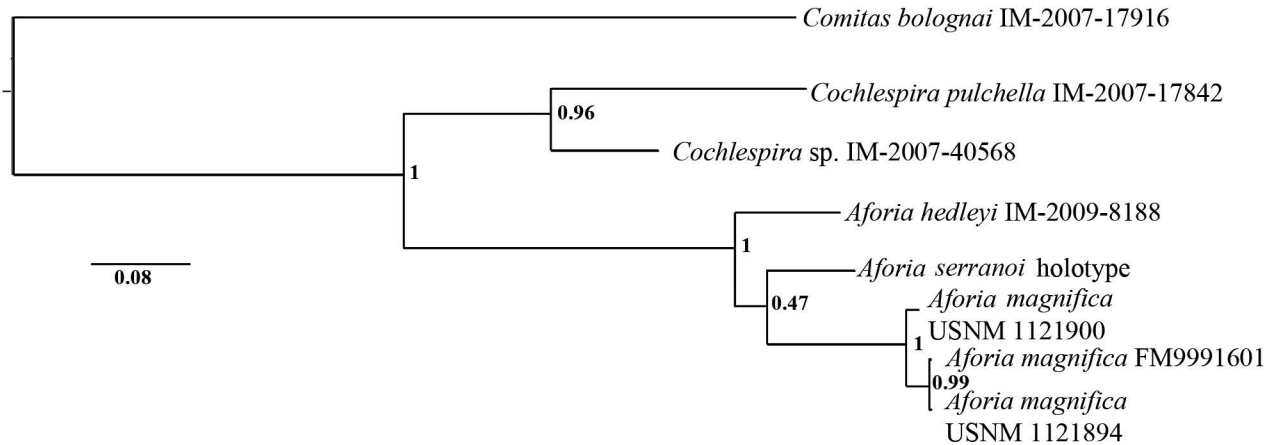 Comitas bolognai IM-2007-17916
Cochlespira pulchella IM-2007-17842
0.96
Cochlespira sp. IM-2007-40568
1
Aforia hedleyi IM-2009-8188
1
Aforia serranoi holotype
0.08
0.47
Aforia magnifica
USNM 1121900
1
Aforia magnifica FM9991601
0.99
Aforia magnifica
USNM 1121894